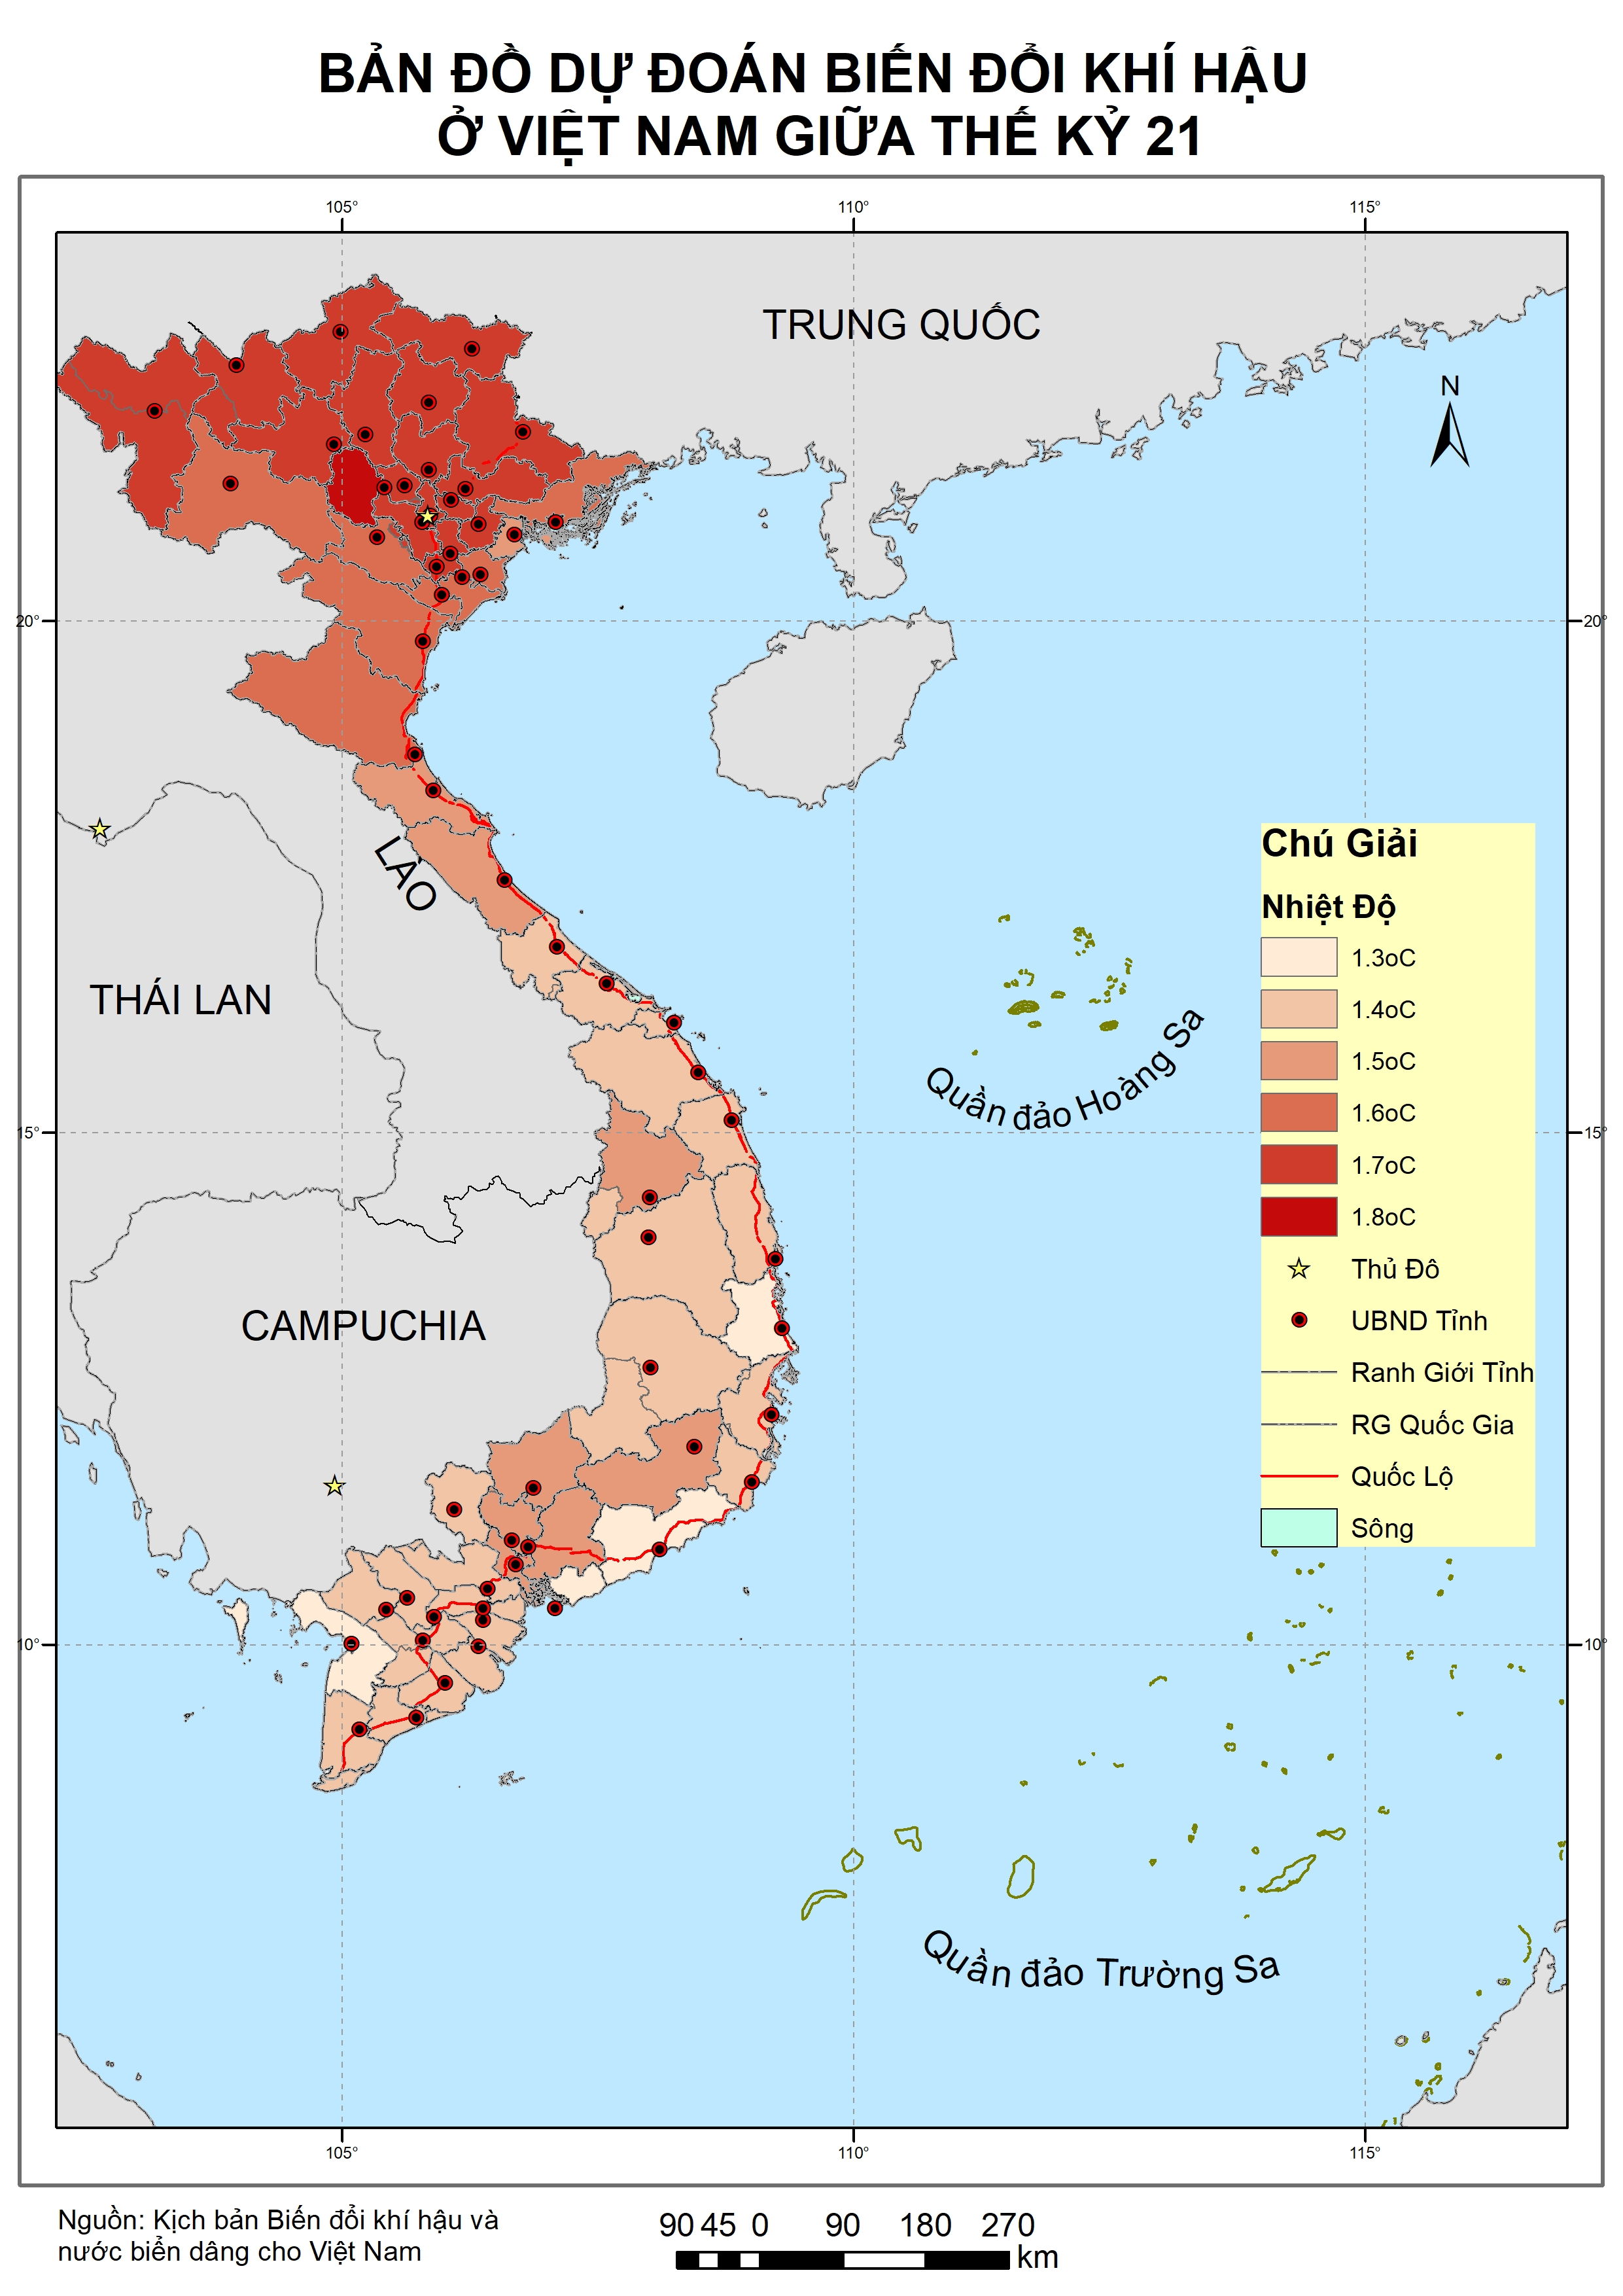 BẢN ĐỒ DỰ ĐOÁN BIẾN ĐỔI KHÍ HẬU
Ở VIỆT NAM GIỮA THẾ KỶ 21
105°
110°
115°
TRUNG QUỐC
N
20°
20°
LÀO
Chú Giải
Nhiệt Độ
1.3oC
1.4oC
1.5oC
1.6oC
1.7oC
1.8oC
Thủ Đô
UBND Tỉnh
Ranh Giới Tỉnh
RG Quốc Gia
Quốc Lộ
Sông
THÁI LAN
Quần đảo Hoàng Sa
15°
15°
CAMPUCHIA
10°
10°
Quần đảo Trường Sa
105°
110°
115°
Nguồn: Kịch bản Biến đổi khí hậu và
nước biển dâng cho Việt Nam
90 45 0 90 180 270
km